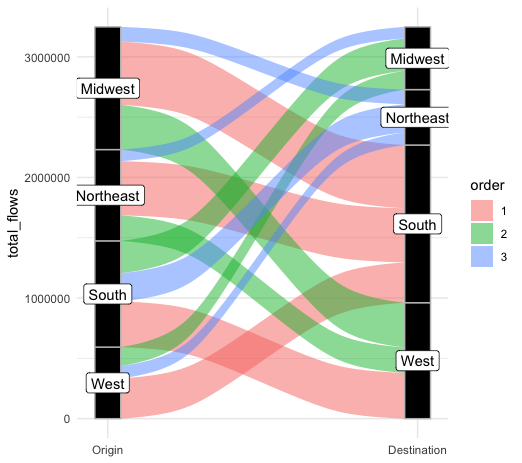 3000000
2000000
1000000
0
total_flows
Midwest
Northeast
South
West
Midwest
Northeast
South
West
Origin
Destination
order
1
2
3